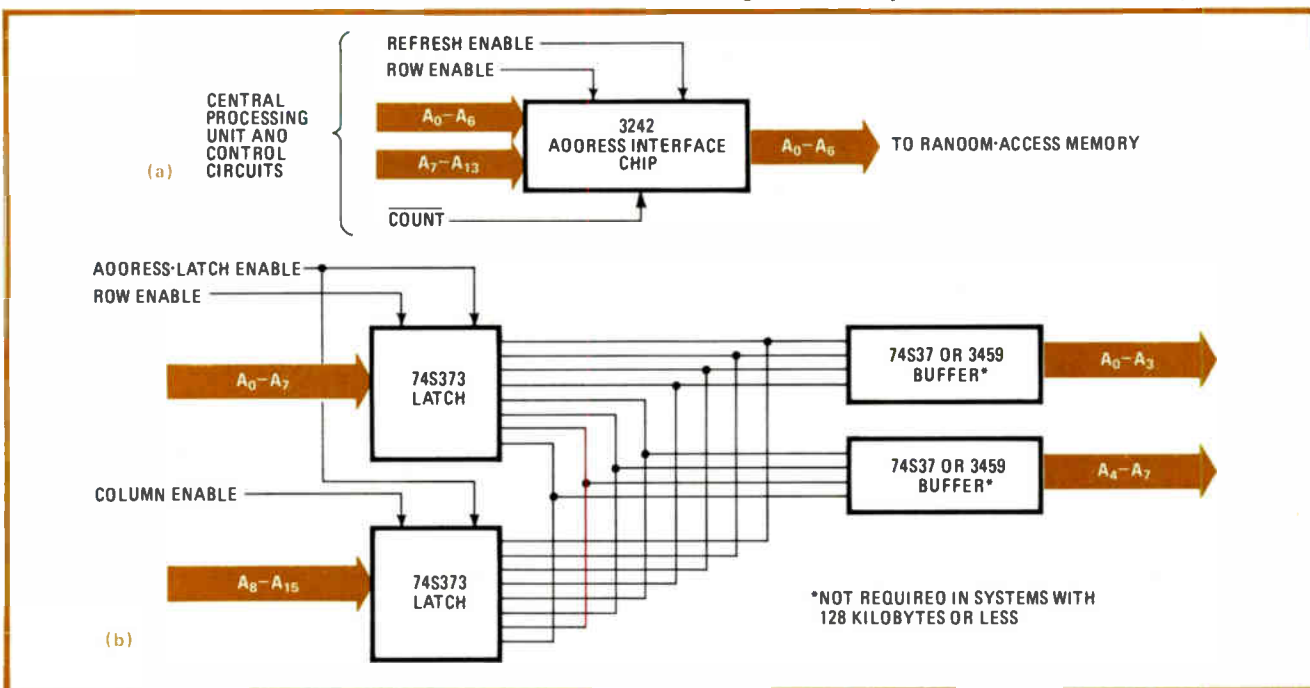 REFRESH ENABLE
ROW ENABLE
CENTRAL
PROCESSING
UNIT AND
CONTROL
CIRCUITS
(a)
A₀–A₆
A₇–A₁₃
3242
AOORESS INTERFACE
CHIP
A₀–A₆
TO RANOOM·ACCESS MEMORY
COUNT
AOORESS·LATCH ENABLE
ROW ENABLE
A₀–A₇
74S373
LATCH
74S37 OR 3459
BUFFER*
A₀–A₃
74S37 OR 3459
BUFFER*
A₄–A₇
COLUMN ENABLE
A₈–A₁₅
74S373
LATCH
*NOT REQUIRED IN SYSTEMS WITH
128 KILOBYTES OR LESS
(b)